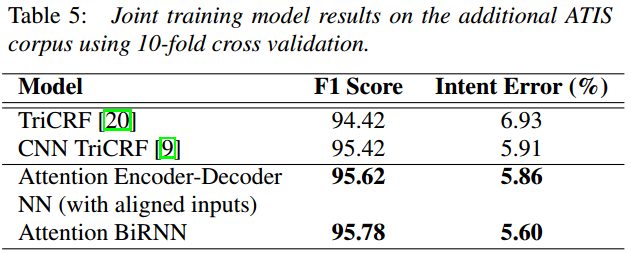 Table 5: Joint training model results on the additional ATIS
corpus using 10-fold cross validation.
Model F1 Score Intent Error (%)
TriCRF [20] 94.42 6.93
CNN TriCRF [9] 95.42 5.91
Attention Encoder-Decoder 95.62 5.86
NN (with aligned inputs)
Attention BiRNN 95.78 5.60